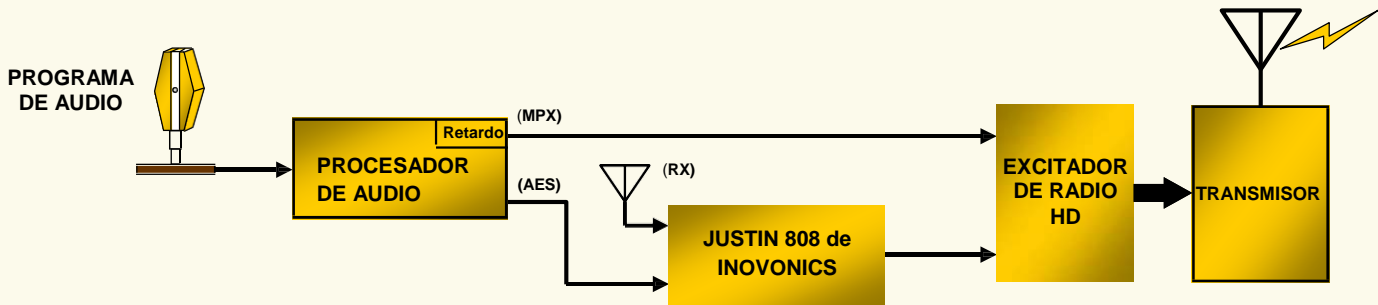 PROGRAMA
DE AUDIO
Retardo
PROCESADOR
DE AUDIO
(MPX)
(AES)
(RX)
JUSTIN 808 de
INOVONICS
EXCITADOR
DE RADIO
HD
TRANSMISOR